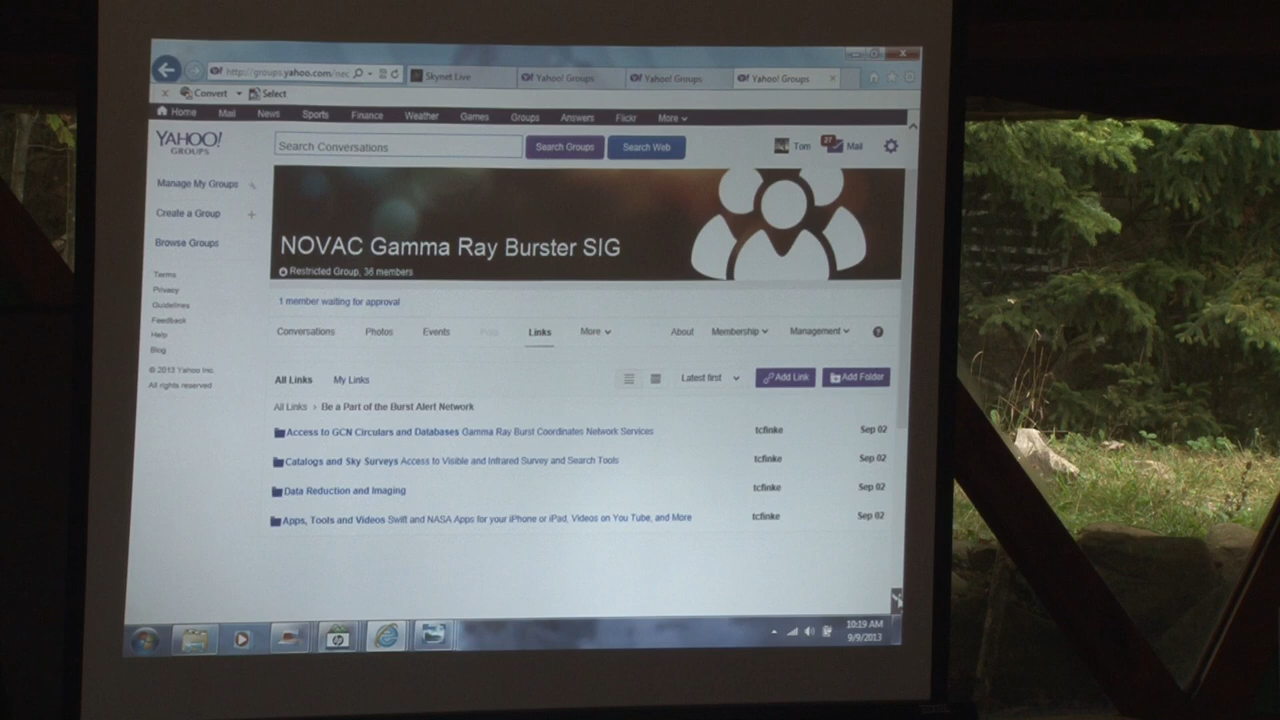 http://groups.yahoo.com/nec
Skynet Live
Yahoo! Groups
Yahoo! Groups
Yahoo! Groups
x Convert Select
Home Mail News Sports Finance Weather Games Groups Answers Flickr More
YAHOO!
GROUPS
Search Conversations
Search Groups
Search Web
Tom
27
Mail
Manage My Groups
Create a Group
Browse Groups
Terms
Privacy
Guidelines
Feedback
Help
Blog
© 2013 Yahoo Inc.
All rights reserved
NOVAC Gamma Ray Burster SIG
Restricted Group, 36 members
1 member waiting for approval
Conversations Photos Events Links More About Membership Management ?
All Links My Links Latest first Add Link Add Folder
All Links > Be a Part of the Burst Alert Network
Access to GCN Circulars and Databases Gamma Ray Burst Coordinates Network Services tcfinke Sep 02
Catalogs and Sky Surveys Access to Visible and Infrared Survey and Search Tools tcfinke Sep 02
Data Reduction and Imaging tcfinke Sep 02
Apps, Tools and Videos Swift and NASA Apps for your iPhone or iPad, Videos on You Tube, and More tcfinke Sep 02
hp
10:19 AM
9/9/2013